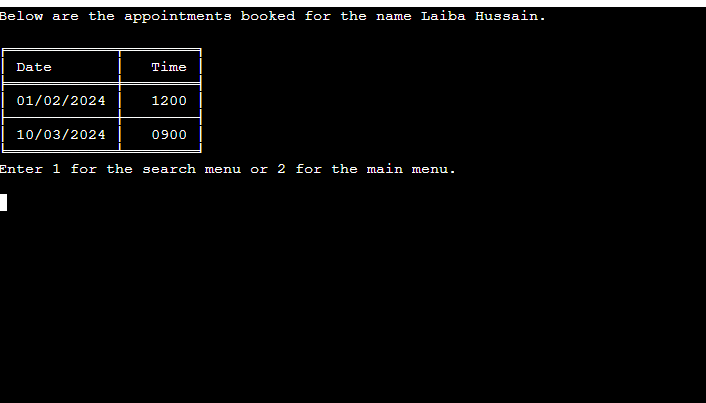 Below are the appointments booked for the name Laiba Hussain.
Date Time
01/02/2024 1200
10/03/2024 0900
Enter 1 for the search menu or 2 for the main menu.